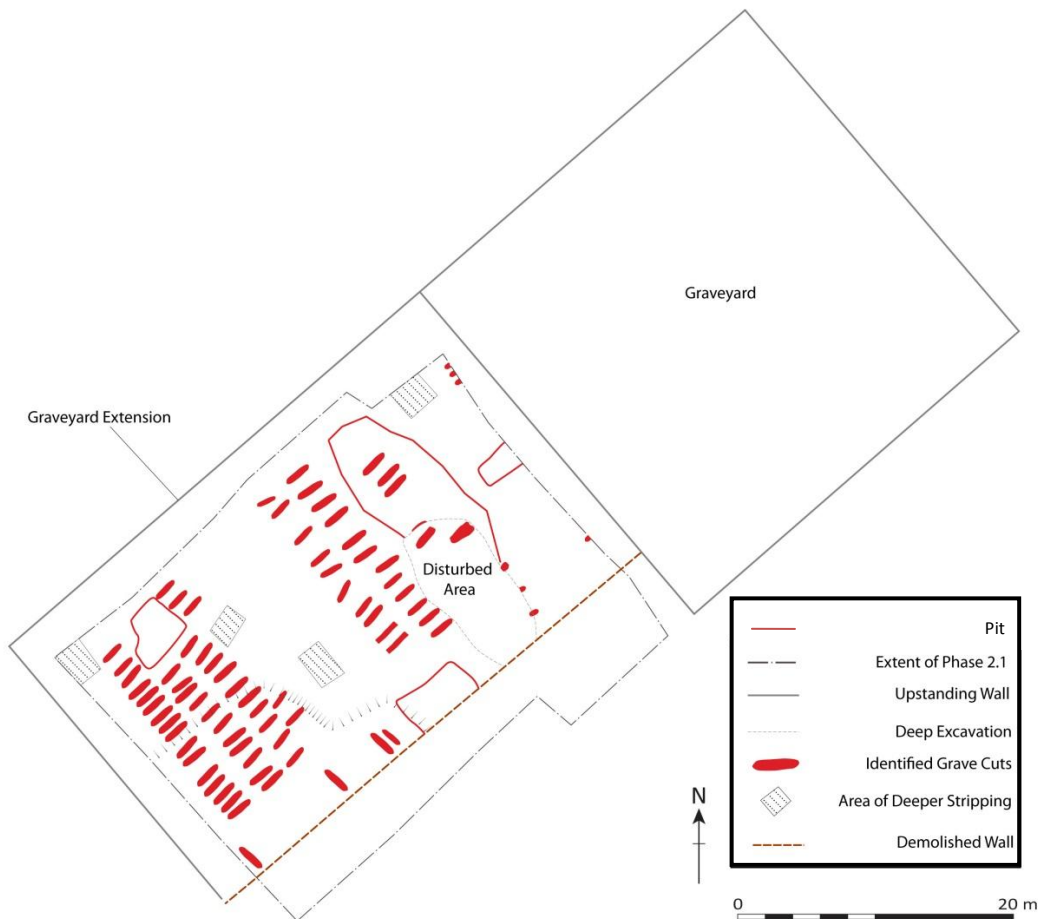 Graveyard
Graveyard Extension
Disturbed
Area
Pit
Extent of Phase 2.1
Upstanding Wall
Deep Excavation
Identified Grave Cuts
Area of Deeper Stripping
Demolished Wall
N
0 20 m